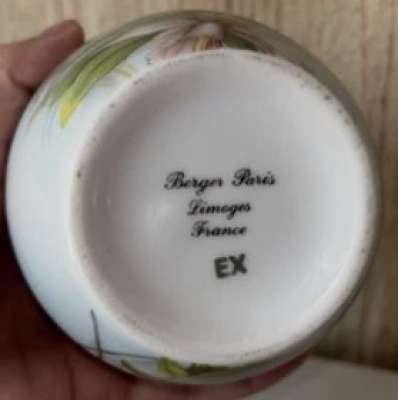 Berger Paris
Limoges
France
EX